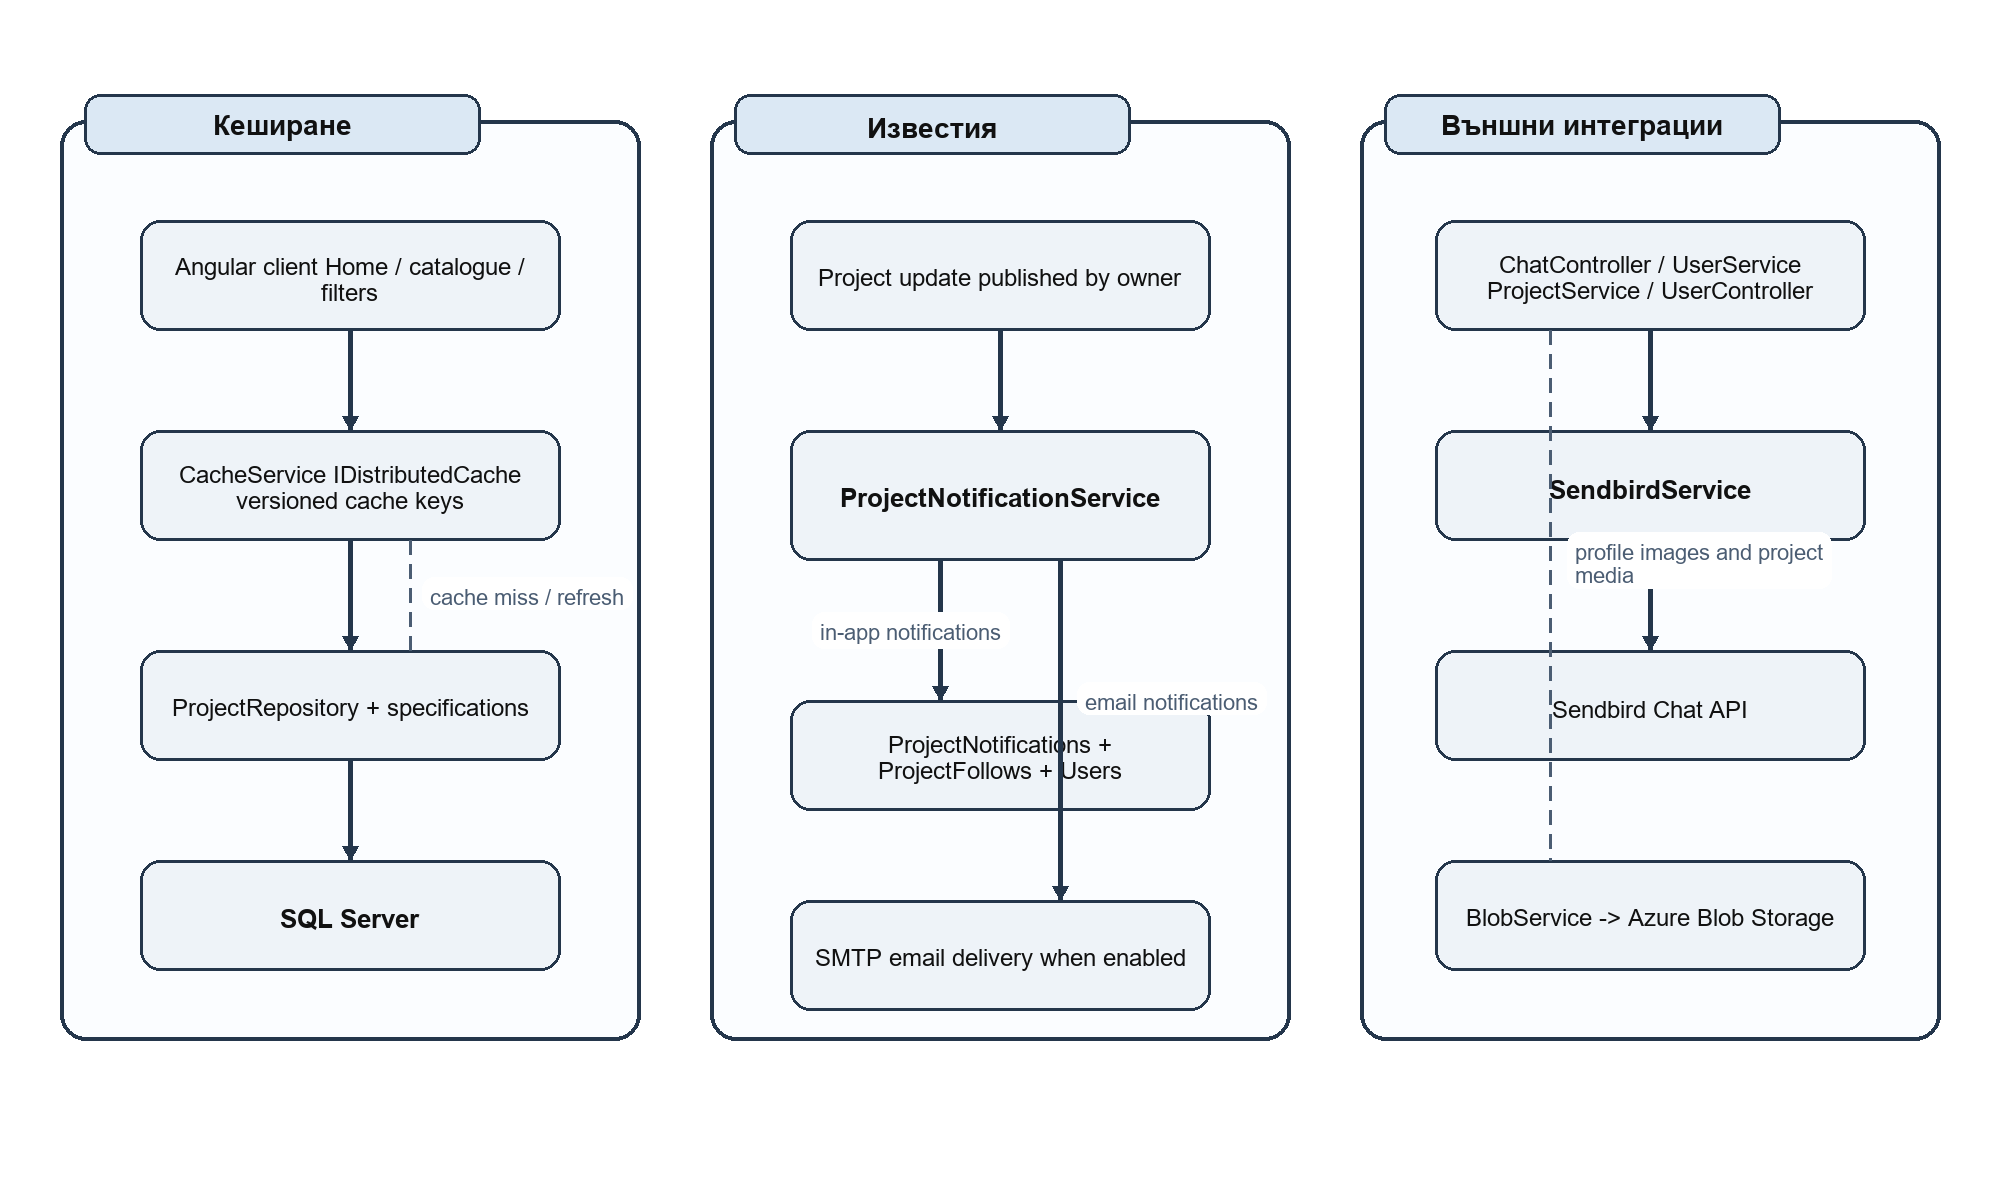 Кеширане
Angular client Home / catalogue /
filters
CacheService IDistributedCache
versioned cache keys
cache miss / refresh
ProjectRepository + specifications
SQL Server
Известия
Project update published by owner
ProjectNotificationService
in-app notifications
email notifications
ProjectNotifications +
ProjectFollows + Users
SMTP email delivery when enabled
Външни интеграции
ChatController / UserService
ProjectService / UserController
SendbirdService
profile images and project
media
Sendbird Chat API
BlobService -> Azure Blob Storage